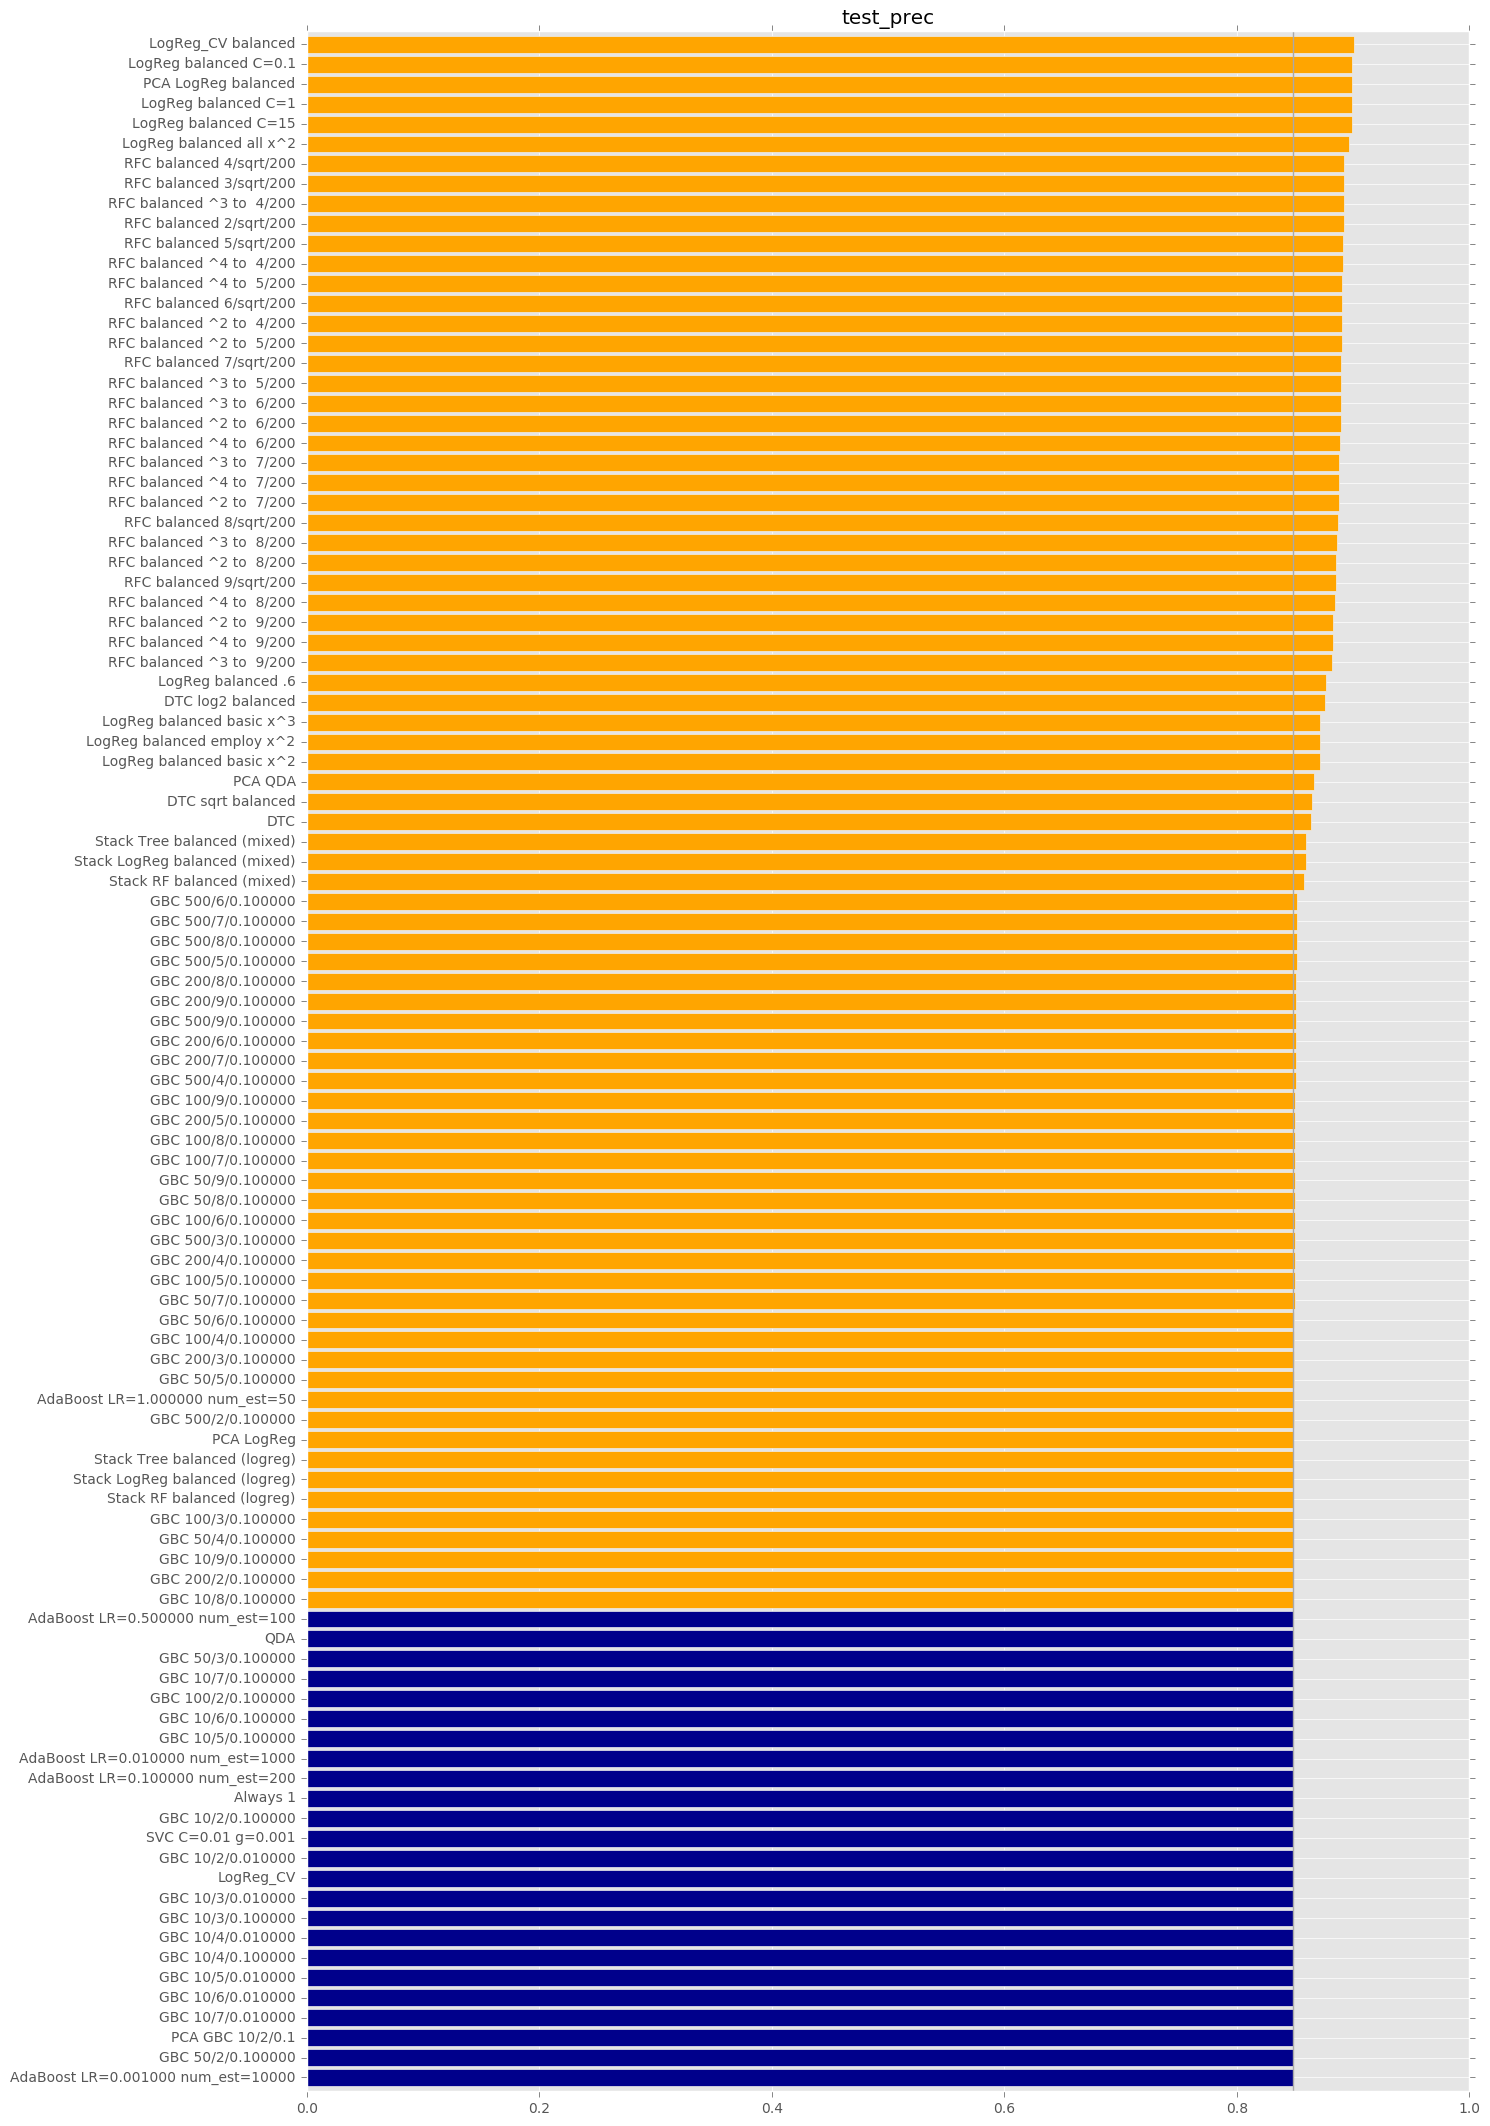 test_prec
LogReg_CV balanced
LogReg balanced C=0.1
PCA LogReg balanced
LogReg balanced C=1
LogReg balanced C=15
LogReg balanced all x^2
RFC balanced 4/sqrt/200
RFC balanced 3/sqrt/200
RFC balanced ^3 to  4/200
RFC balanced 2/sqrt/200
RFC balanced 5/sqrt/200
RFC balanced ^4 to  4/200
RFC balanced ^4 to  5/200
RFC balanced 6/sqrt/200
RFC balanced ^2 to  4/200
RFC balanced ^2 to  5/200
RFC balanced 7/sqrt/200
RFC balanced ^3 to  5/200
RFC balanced ^3 to  6/200
RFC balanced ^2 to  6/200
RFC balanced ^4 to  6/200
RFC balanced ^3 to  7/200
RFC balanced ^4 to  7/200
RFC balanced ^2 to  7/200
RFC balanced 8/sqrt/200
RFC balanced ^3 to  8/200
RFC balanced ^2 to  8/200
RFC balanced 9/sqrt/200
RFC balanced ^4 to  8/200
RFC balanced ^2 to  9/200
RFC balanced ^4 to  9/200
RFC balanced ^3 to  9/200
LogReg balanced .6
DTC log2 balanced
LogReg balanced basic x^3
LogReg balanced employ x^2
LogReg balanced basic x^2
PCA QDA
DTC sqrt balanced
DTC
Stack Tree balanced (mixed)
Stack LogReg balanced (mixed)
Stack RF balanced (mixed)
GBC 500/6/0.100000
GBC 500/7/0.100000
GBC 500/8/0.100000
GBC 500/5/0.100000
GBC 200/8/0.100000
GBC 200/9/0.100000
GBC 500/9/0.100000
GBC 200/6/0.100000
GBC 200/7/0.100000
GBC 500/4/0.100000
GBC 100/9/0.100000
GBC 200/5/0.100000
GBC 100/8/0.100000
GBC 100/7/0.100000
GBC 50/9/0.100000
GBC 50/8/0.100000
GBC 100/6/0.100000
GBC 500/3/0.100000
GBC 200/4/0.100000
GBC 100/5/0.100000
GBC 50/7/0.100000
GBC 50/6/0.100000
GBC 100/4/0.100000
GBC 200/3/0.100000
GBC 50/5/0.100000
AdaBoost LR=1.000000 num_est=50
GBC 500/2/0.100000
PCA LogReg
Stack Tree balanced (logreg)
Stack LogReg balanced (logreg)
Stack RF balanced (logreg)
GBC 100/3/0.100000
GBC 50/4/0.100000
GBC 10/9/0.100000
GBC 200/2/0.100000
GBC 10/8/0.100000
AdaBoost LR=0.500000 num_est=100
QDA
GBC 50/3/0.100000
GBC 10/7/0.100000
GBC 100/2/0.100000
GBC 10/6/0.100000
GBC 10/5/0.100000
AdaBoost LR=0.010000 num_est=1000
AdaBoost LR=0.100000 num_est=200
Always 1
GBC 10/2/0.100000
SVC C=0.01 g=0.001
GBC 10/2/0.010000
LogReg_CV
GBC 10/3/0.010000
GBC 10/3/0.100000
GBC 10/4/0.010000
GBC 10/4/0.100000
GBC 10/5/0.010000
GBC 10/6/0.010000
GBC 10/7/0.010000
PCA GBC 10/2/0.1
GBC 50/2/0.100000
AdaBoost LR=0.001000 num_est=10000
0.0 0.2 0.4 0.6 0.8 1.0